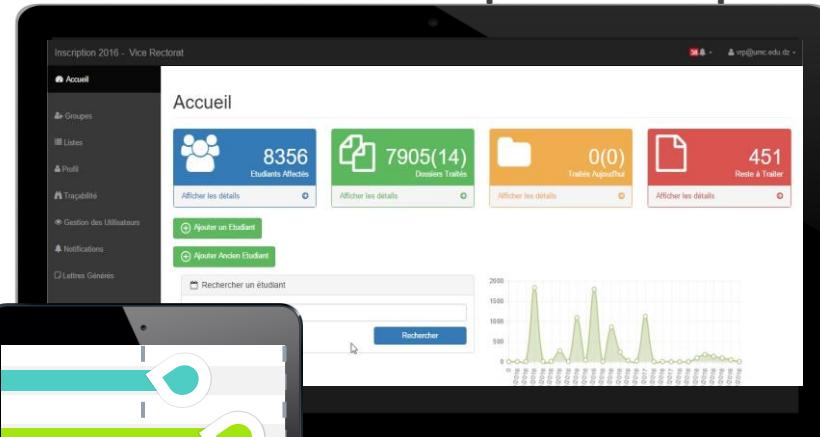 Inscription 2016 - Vice Rectorat
vrp@umc.edu.dz
Accueil
Groupes
Listes
Profil
Traçabilité
Gestion des Utilisateurs
Notifications
Lettres Générés
Accueil
8356
Etudiants Affectés
Afficher les détails
7905(14)
Dossiers Traités
Afficher les détails
0(0)
Traités Aujourd'hui
Afficher les détails
451
Reste à Traiter
Afficher les détails
Ajouter un Etudiant
Ajouter Ancien Etudiant
Rechercher un étudiant
Rechercher
2000
1500
1000
500
0